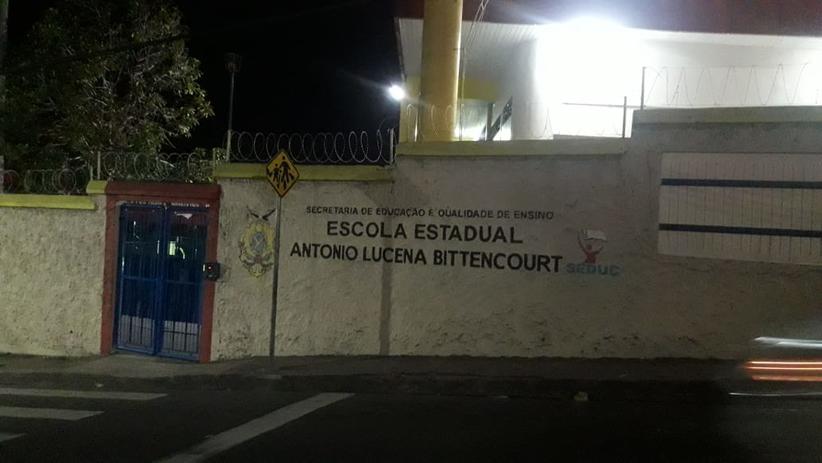 SECRETARIA DE EDUCAÇÃO E QUALIDADE DE ENSINO
ESCOLA ESTADUAL
ANTONIO LUCENA BITTENCOURT
SEDUC